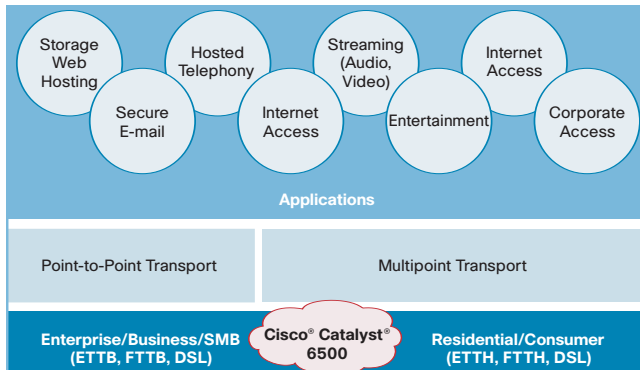 Storage
Web
Hosting
Hosted
Telephony
Streaming
(Audio,
Video)
Internet
Access
Secure
E-mail
Internet
Access
Entertainment
Corporate
Access
Applications
Point-to-Point Transport
Multipoint Transport
Enterprise/Business/SMB
(ETTB, FTTB, DSL)
Cisco® Catalyst®
6500
Residential/Consumer
(ETTH, FTTH, DSL)